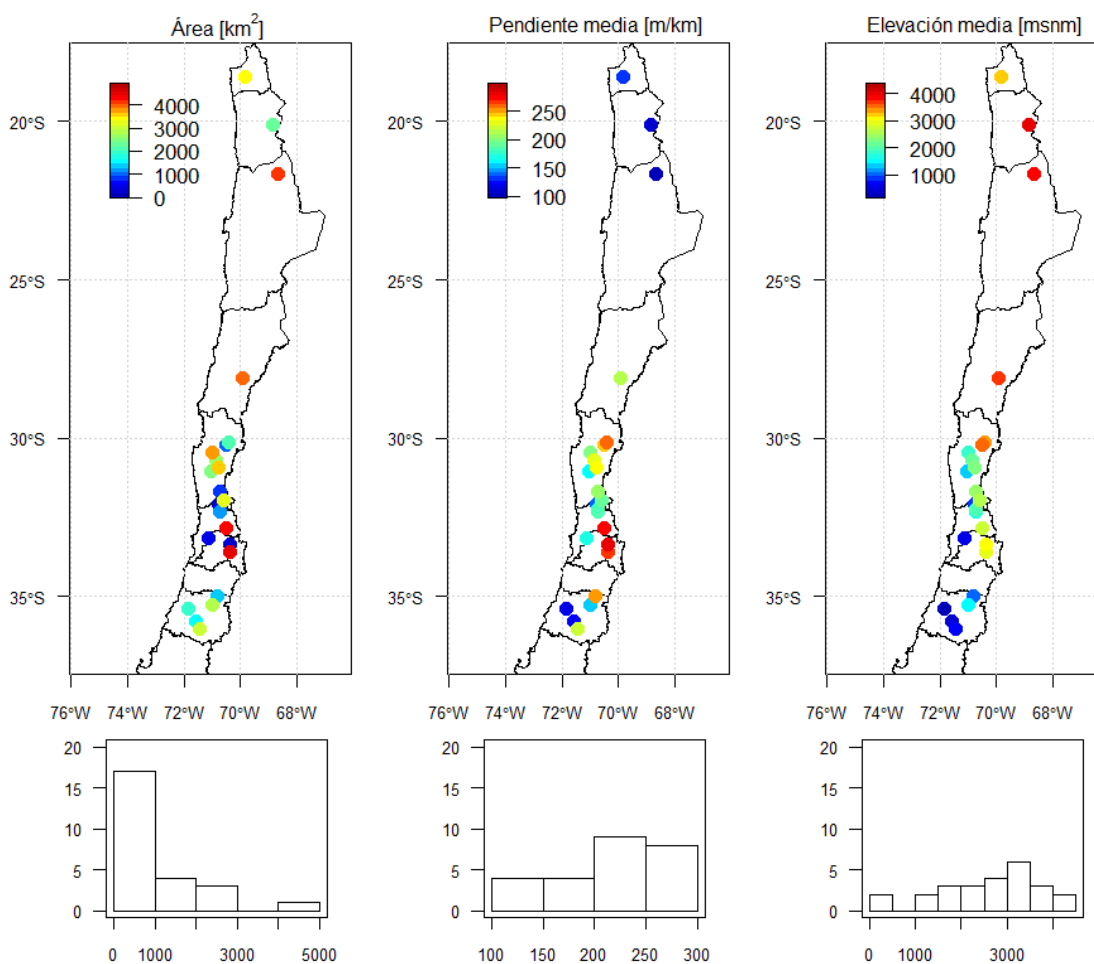 Área [km²] Pendiente media [m/km] Elevación media [msnm]
4000 250 4000
3000 200 3000
2000 150 2000
1000 100 1000
0
20°S 20°S 20°S
25°S 25°S 25°S
30°S 30°S 30°S
35°S 35°S 35°S
76°W 74°W 72°W 70°W 68°W 76°W 74°W 72°W 70°W 68°W 76°W 74°W 72°W 70°W 68°W
20 20 20
15 15 15
10 10 10
5 5 5
0 0 0
0 1000 3000 5000 100 150 200 250 300 0 1000 3000